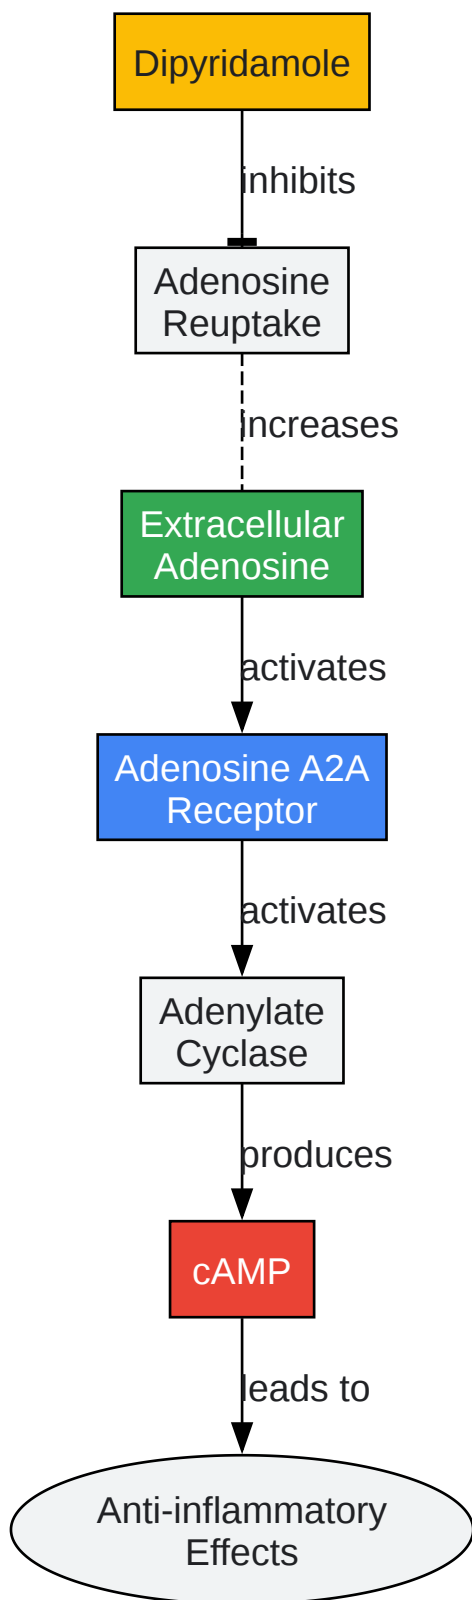 Dipyridamole
inhibits
Adenosine
Reuptake
increases
Extracellular
Adenosine
activates
Adenosine A2A
Receptor
activates
Adenylate
Cyclase
produces
cAMP
leads to
Anti-inflammatory
Effects